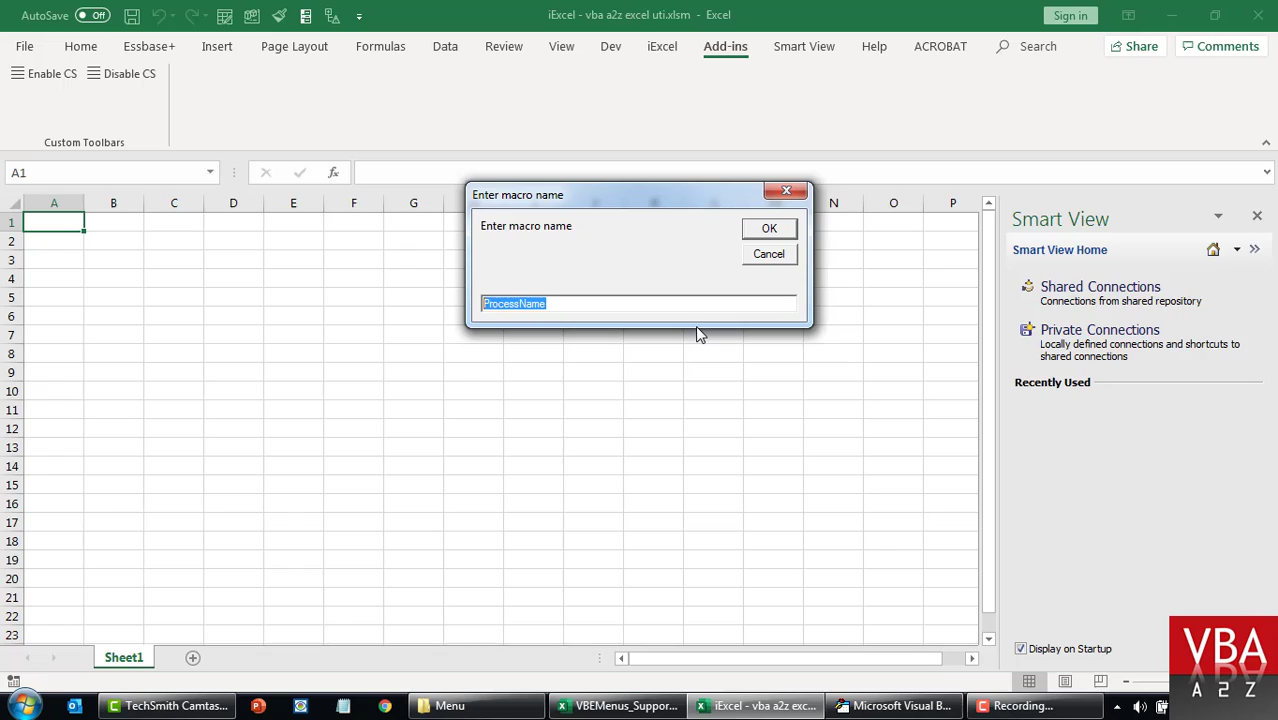 AutoSave Off iExcel - vba a2z excel uti.xlsm - Excel Sign in
File Home Essbase+ Insert Page Layout Formulas Data Review View Dev iExcel Add-ins Smart View Help ACROBAT Search Share Comments
Enable CS Disable CS
Custom Toolbars
A1 fx
A B C D E F G N O P
Enter macro name
Enter macro name
OK
Cancel
ProcessName
1
2
3
4
5
6
7
8
9
10
11
12
13
14
15
16
17
18
19
20
21
22
23
Smart View
Smart View Home
Shared Connections
Connections from shared repository
Private Connections
Locally defined connections and shortcuts to
shared connections
Recently Used
Display on Startup
Sheet1
VBA
A 2 Z
TechSmith Camtas... Menu VBEMenus_Suppor... iExcel - vba a2z exc... Microsoft Visual B... Recording...